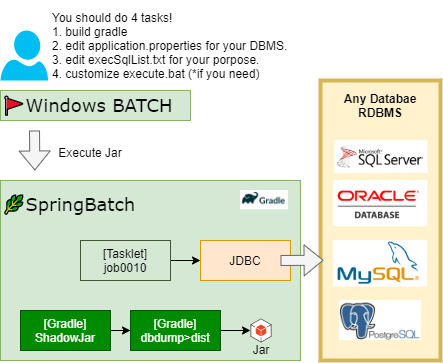 You should do 4 tasks!
1. build gradle
2. edit application.properties for your DBMS.
3. edit execSqlList.txt for your porpose.
4. customize execute.bat (*if you need)
Windows BATCH
Execute Jar
SpringBatch
Gradle
[Tasklet]
job0010
JDBC
[Gradle]
ShadowJar
[Gradle]
dbdump>dist
Jar
Any Databae
RDBMS
Microsoft
SQL Server
ORACLE
DATABASE
MySQL
PostgreSQL